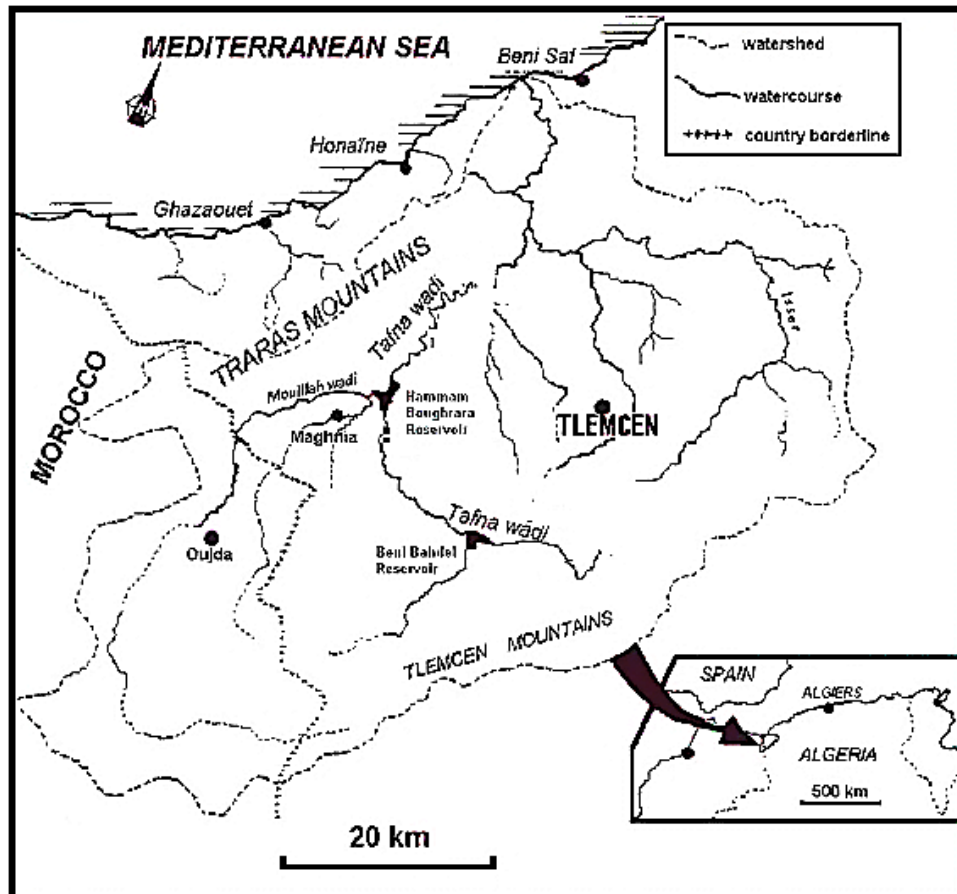 MEDITERRANEAN SEA
Beni Saf
watershed
watercourse
country borderline
Honaïne
Ghazaouet
TRARAS MOUNTAINS
Tafna wadi
Isser
MOROCCO
Mouillah wadi
Maghnia
Hammam
Boughrara
Reservoir
TLEMCEN
Oujda
Tafna wadi
Beni Bahdel
Reservoir
TLEMCEN MOUNTAINS
SPAIN
ALGIERS
ALGERIA
500 km
20 km